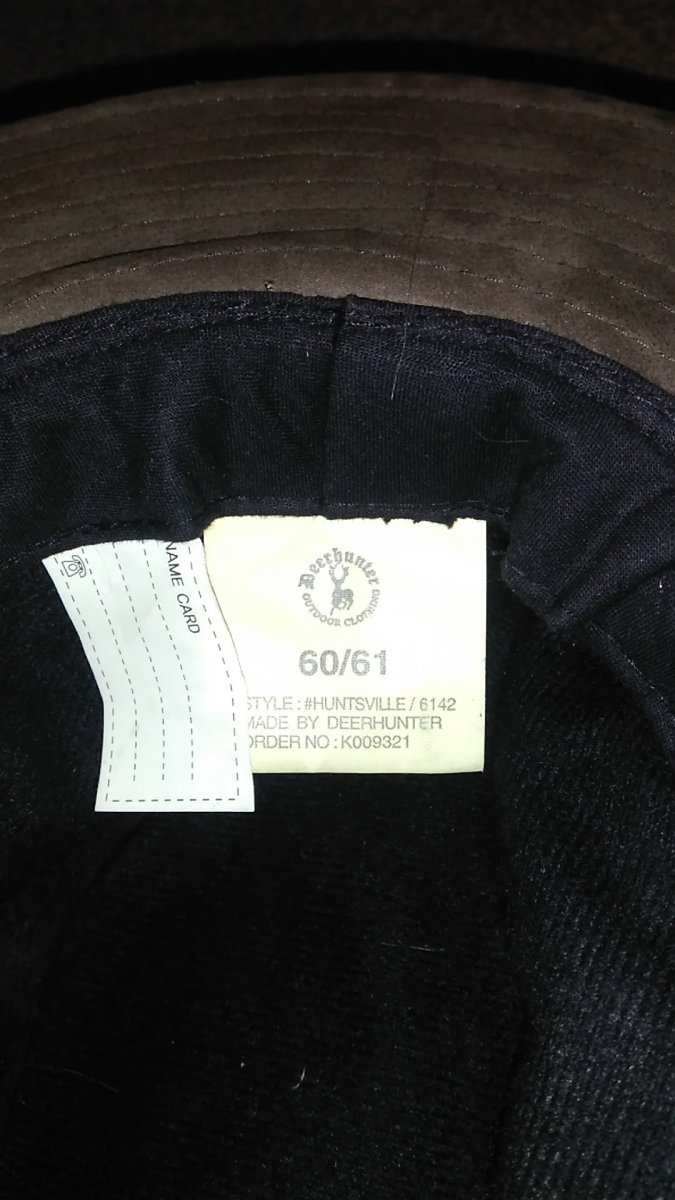 NAME CARD
Deerhunter
OUTDOOR CLOTHING
60/61
STYLE : #HUNTSVILLE / 6142
MADE BY DEERHUNTER
ORDER NO : K009321